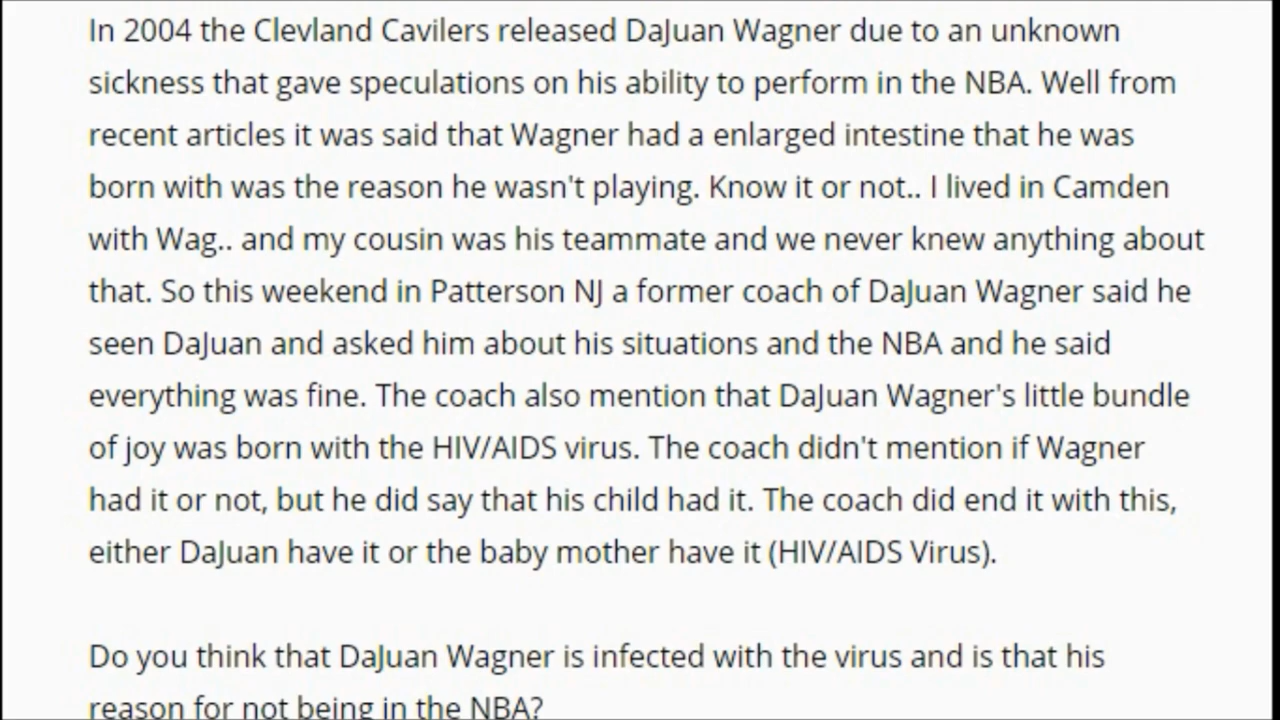 In 2004 the Clevland Cavilers released DaJuan Wagner due to an unknown
sickness that gave speculations on his ability to perform in the NBA. Well from
recent articles it was said that Wagner had a enlarged intestine that he was
born with was the reason he wasn't playing. Know it or not.. I lived in Camden
with Wag.. and my cousin was his teammate and we never knew anything about
that. So this weekend in Patterson NJ a former coach of DaJuan Wagner said he
seen DaJuan and asked him about his situations and the NBA and he said
everything was fine. The coach also mention that DaJuan Wagner's little bundle
of joy was born with the HIV/AIDS virus. The coach didn't mention if Wagner
had it or not, but he did say that his child had it. The coach did end it with this,
either DaJuan have it or the baby mother have it (HIV/AIDS Virus).
Do you think that DaJuan Wagner is infected with the virus and is that his
reason for not being in the NBA?